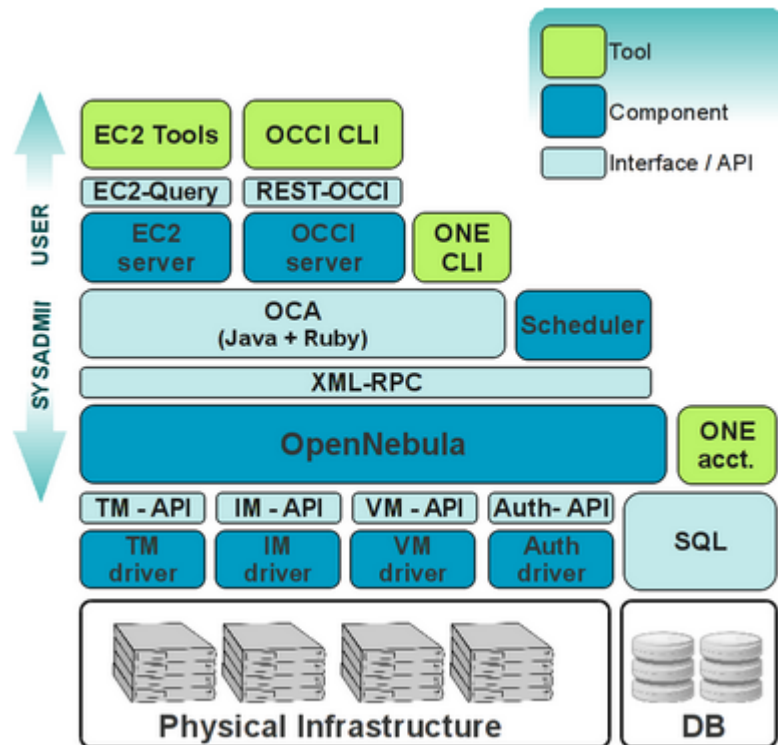 Tool
Component
Interface / API
EC2 Tools
OCCI CLI
EC2-Query
REST-OCCI
EC2
server
OCCI
server
ONE
CLI
USER
SYSADMII
OCA
(Java + Ruby)
Scheduler
XML-RPC
OpenNebula
ONE
acct.
TM - API
IM - API
VM - API
Auth- API
SQL
TM
driver
IM
driver
VM
driver
Auth
driver
Physical Infrastructure
DB